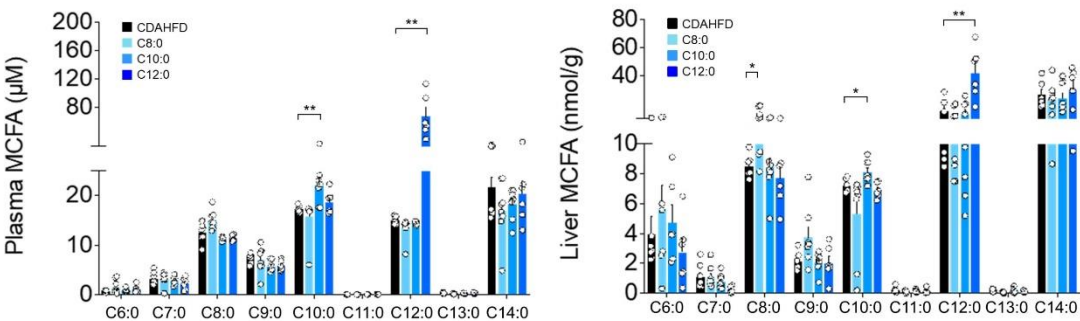 Plasma MCFA (µM)
200
160
120
80
20
10
0
CDAHFD
C8:0
C10:0
C12:0
**
**
C6:0 C7:0 C8:0 C9:0 C10:0 C11:0 C12:0 C13:0 C14:0
Liver MCFA (nmol/g)
80
40
10
8
6
4
2
0
CDAHFD
C8:0
C10:0
C12:0
*
*
**
C6:0 C7:0 C8:0 C9:0 C10:0 C11:0 C12:0 C13:0 C14:0